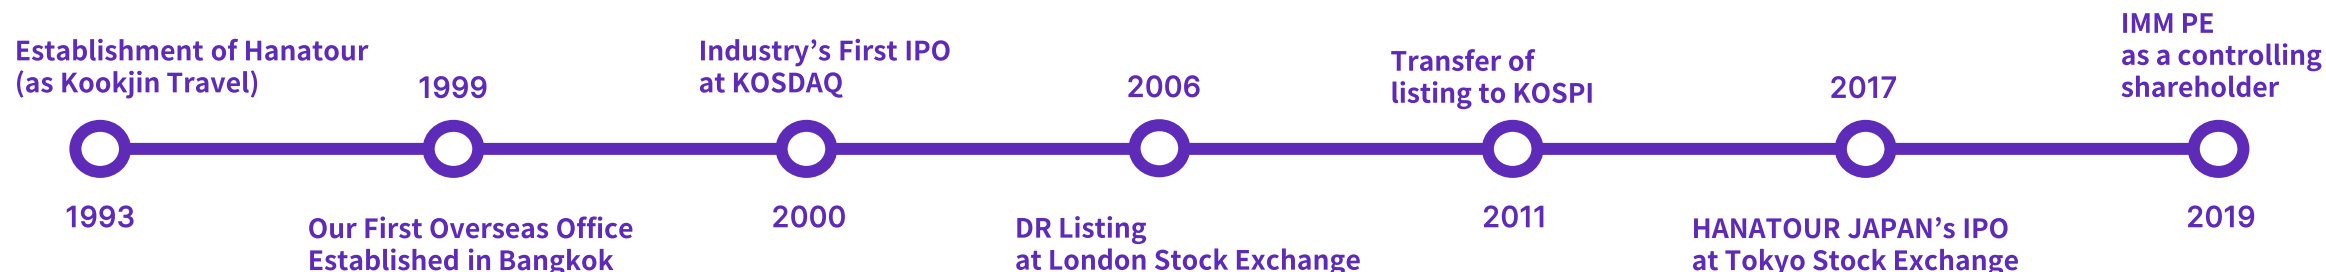 Establishment of Hanatour
(as Kookjin Travel)
1993
1999
Our First Overseas Office
Established in Bangkok
Industry’s First IPO
at KOSDAQ
2000
2006
DR Listing
at London Stock Exchange
Transfer of
listing to KOSPI
2011
2017
HANATOUR JAPAN’s IPO
at Tokyo Stock Exchange
IMM PE
as a controlling
shareholder
2019